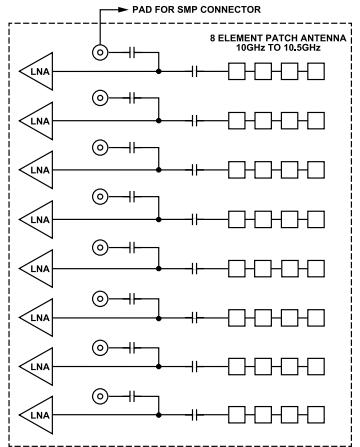 PAD FOR SMP CONNECTOR
8 ELEMENT PATCH ANTENNA
10GHz TO 10.5GHz
LNA
LNA
LNA
LNA
LNA
LNA
LNA
LNA